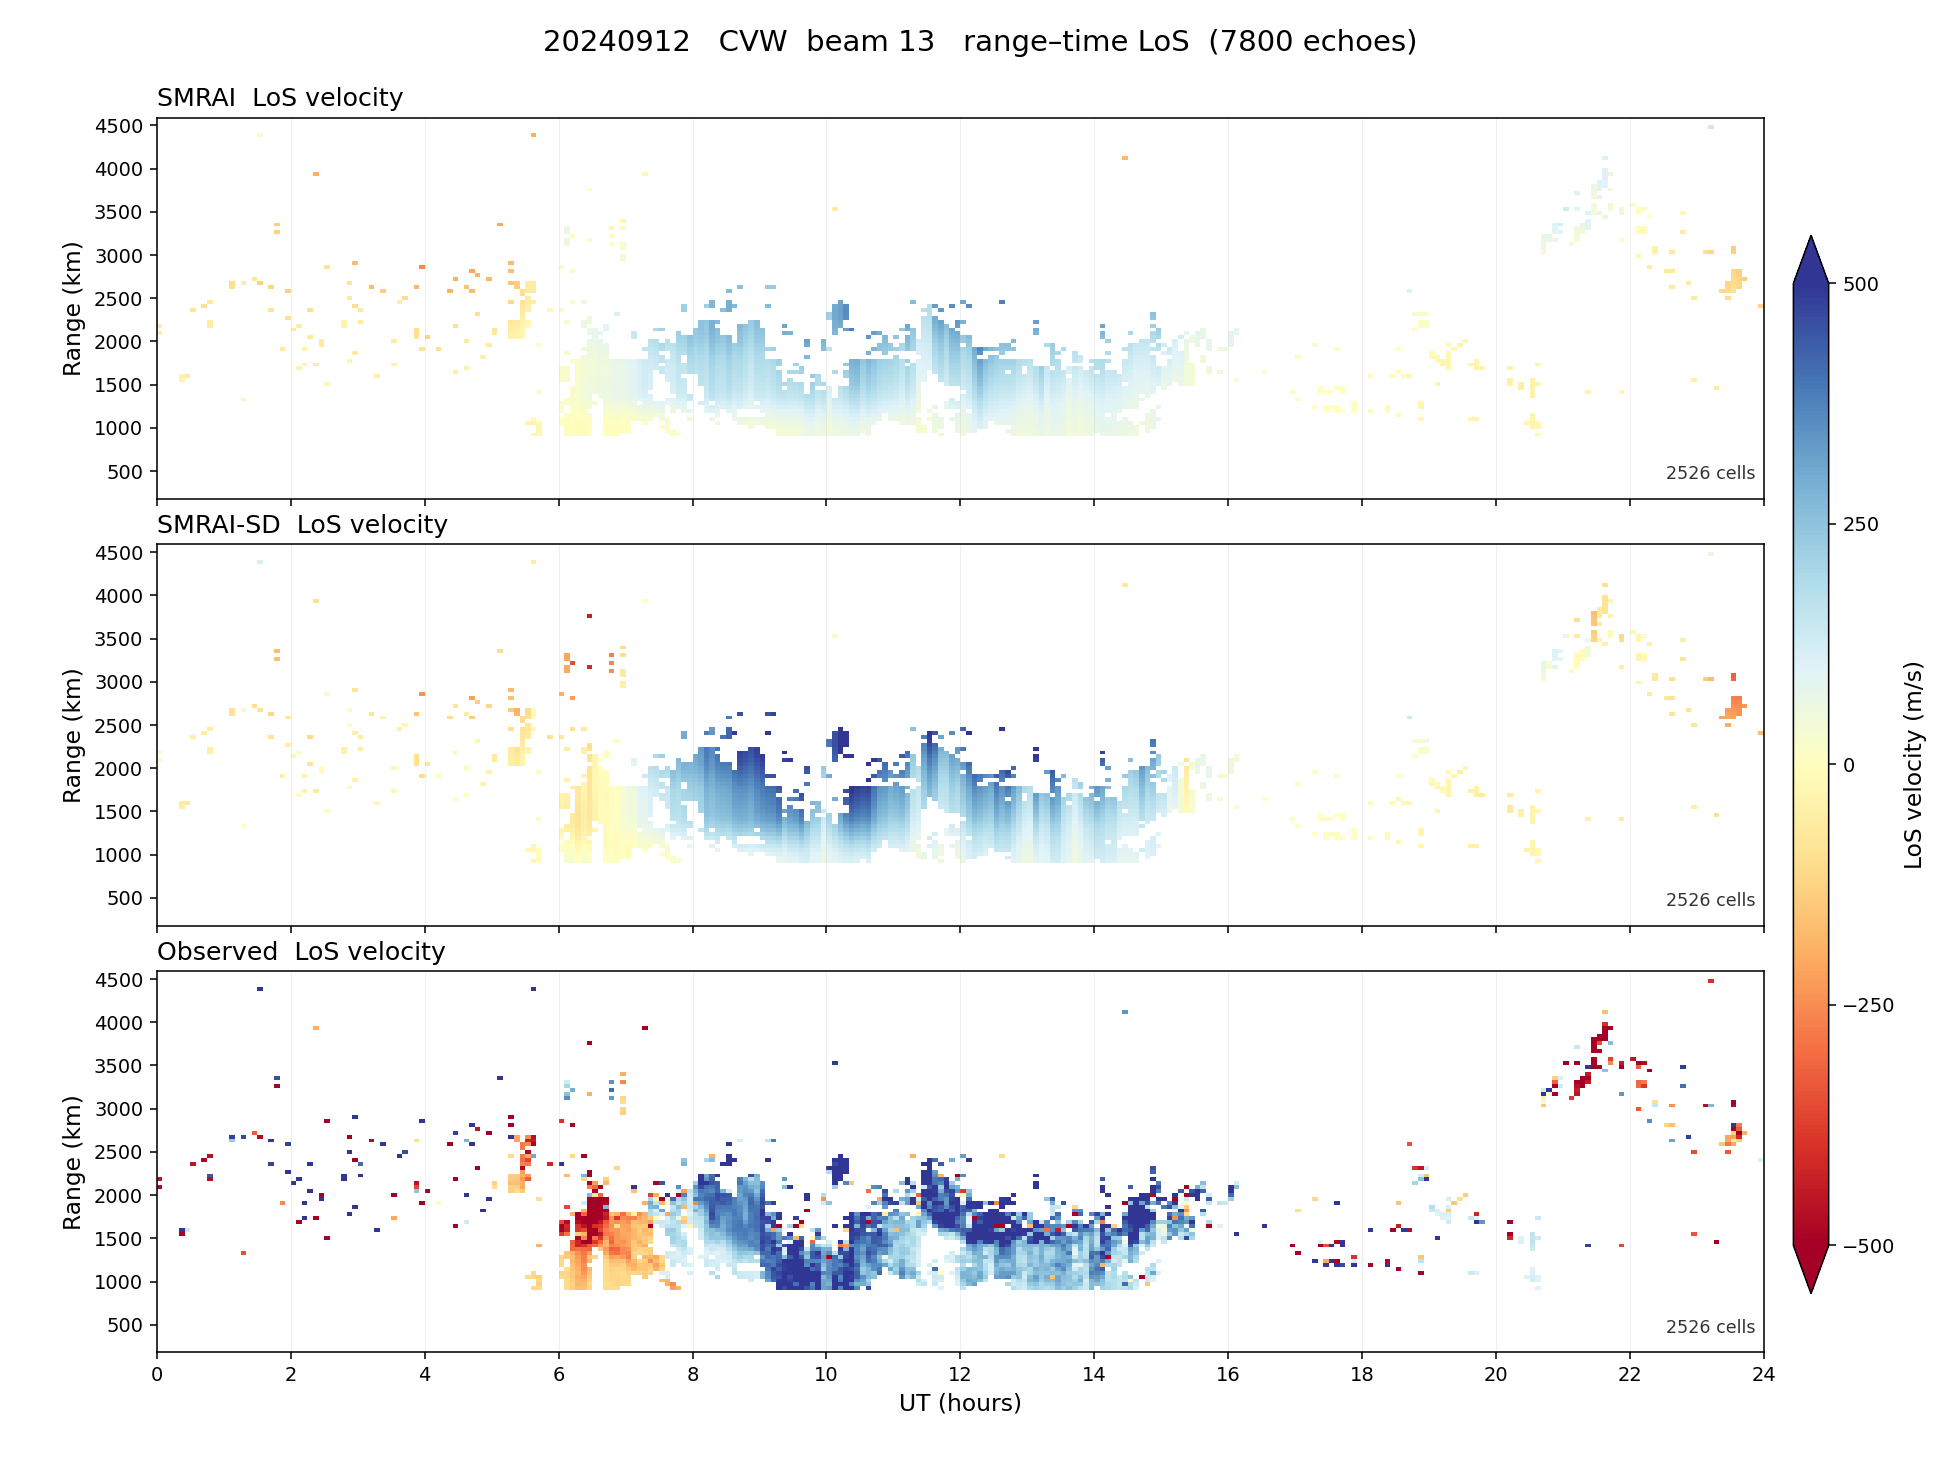 20240912 CVW beam 13 range–time LoS (7800 echoes)
SMRAI LoS velocity
4500
4000
3500
3000
2500
2000
1500
1000
500
Range (km)
2526 cells
SMRAI-SD LoS velocity
4500
4000
3500
3000
2500
2000
1500
1000
500
Range (km)
2526 cells
Observed LoS velocity
4500
4000
3500
3000
2500
2000
1500
1000
500
Range (km)
2526 cells
0 2 4 6 8 10 12 14 16 18 20 22 24
UT (hours)
500
250
0
−250
−500
LoS velocity (m/s)